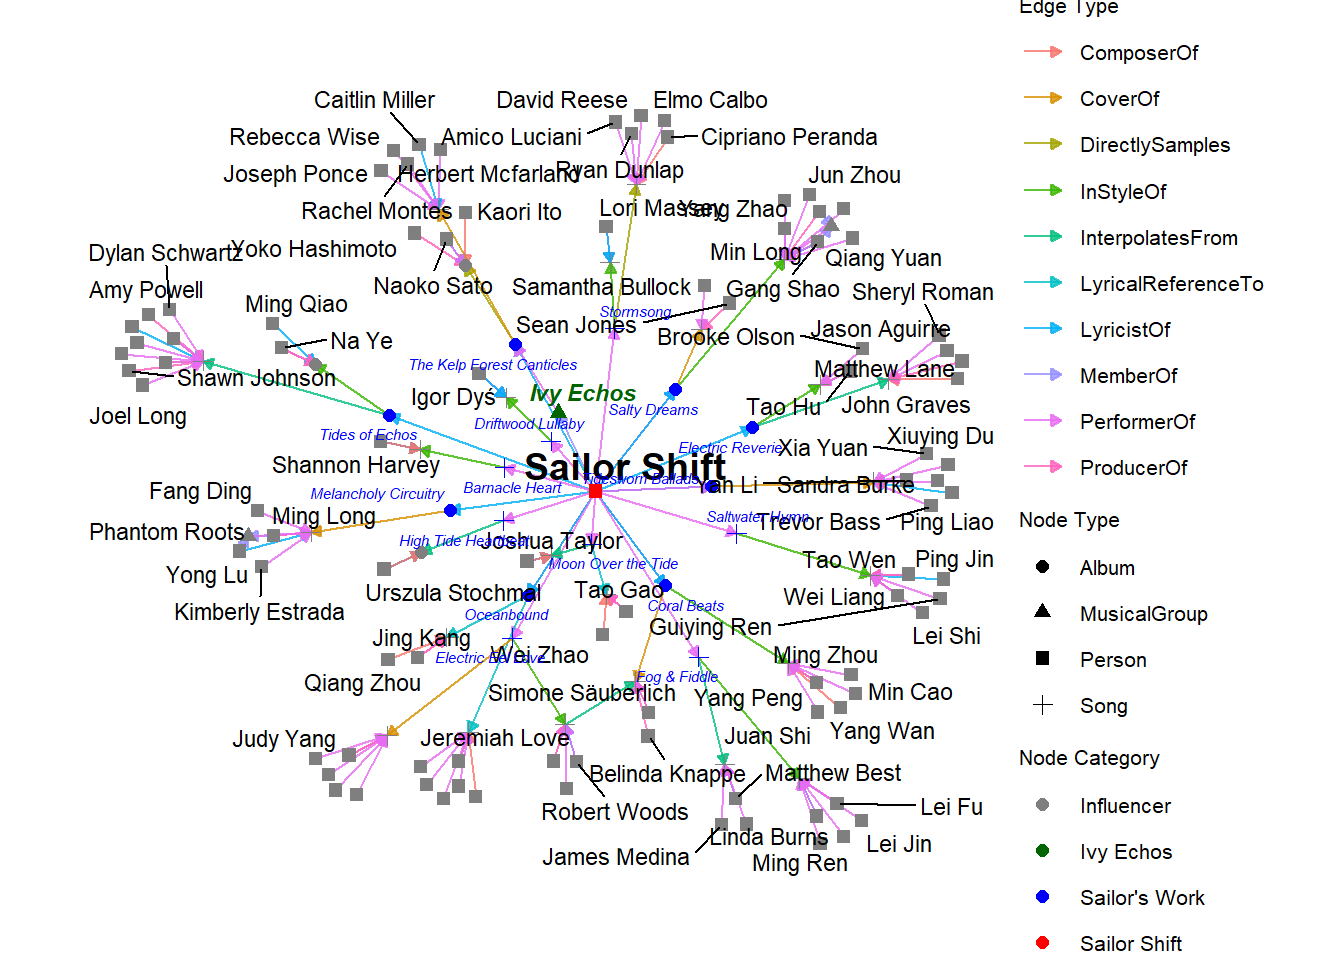 Edge Type
ComposerOf
CoverOf
DirectlySamples
InStyleOf
InterpolatesFrom
LyricalReferenceTo
LyricistOf
MemberOf
PerformerOf
ProducerOf
Node Type
Album
MusicalGroup
Person
Song
Node Category
Influencer
Ivy Echos
Sailor's Work
Sailor Shift
Caitlin Miller
David Reese
Elmo Calbo
Rebecca Wise
Amico Luciani
Cipriano Peranda
Joseph Ponce
Herbert Mcfarland
Ryan Dunlap
Jun Zhou
Rachel Montes
Kaori Ito
Lori Massey
Yang Zhao
Dylan Schwartz
Yoko Hashimoto
Min Long
Qiang Yuan
Amy Powell
Ming Qiao
Naoko Sato
Samantha Bullock
Gang Shao
Sheryl Roman
Stormsong
Sean Jones
Na Ye
Brooke Olson
Jason Aguirre
The Kelp Forest Canticles
Shawn Johnson
Matthew Lane
Igor Dyś
Ivy Echos
Joel Long
Salty Dreams
Tao Hu
John Graves
Driftwood Lullaby
Tides of Echos
Electric Reverie
Xia Yuan
Xiuying Du
Shannon Harvey
Sailor Shift
Barnacle Heart
Yan Li
Sandra Burke
Fang Ding
Melancholy Circuitry
Ming Long
Saltwater Hymn
Trevor Bass
Ping Liao
Phantom Roots
High Tide Heartbeat
Joshua Taylor
Moon Over the Tide
Tao Wen
Ping Jin
Yong Lu
Urszula Stochmal
Tao Gao
Wei Liang
Kimberly Estrada
Oceanbound
Coral Beats
Guiying Ren
Lei Shi
Jing Kang
Wei Zhao
Ming Zhou
Qiang Zhou
Simone Säuberlich
Fog & Fiddle
Yang Peng
Min Cao
Judy Yang
Jeremiah Love
Juan Shi
Yang Wan
Belinda Knappe
Matthew Best
Robert Woods
Lei Fu
James Medina
Linda Burns
Lei Jin
Ming Ren